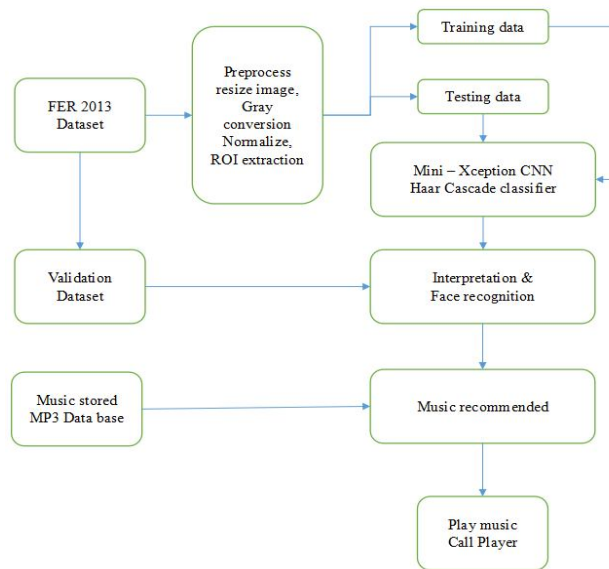 Training data
FER 2013
Dataset
Preprocess
resize image,
Gray
conversion
Normalize,
ROI extraction
Testing data
Mini – Xception CNN
Haar Cascade classifier
Validation
Dataset
Interpretation &
Face recognition
Music stored
MP3 Data base
Music recommended
Play music
Call Player